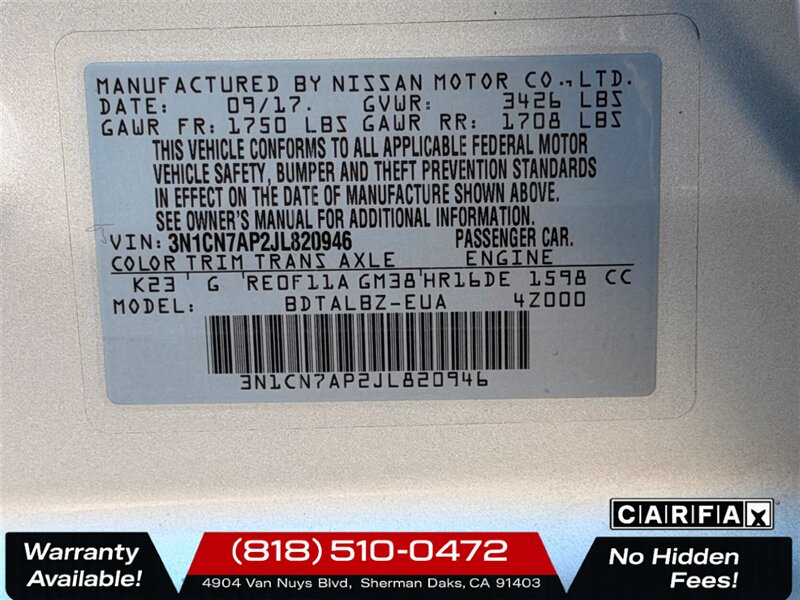 MANUFACTURED BY NISSAN MOTOR CO.,LTD.
DATE: 09/17. GVWR: 3426 LBS
GAWR FR: 1750 LBS GAWR RR: 1708 LBS
THIS VEHICLE CONFORMS TO ALL APPLICABLE FEDERAL MOTOR
VEHICLE SAFETY, BUMPER AND THEFT PREVENTION STANDARDS
IN EFFECT ON THE DATE OF MANUFACTURE SHOWN ABOVE.
SEE OWNER'S MANUAL FOR ADDITIONAL INFORMATION.
VIN: 3N1CN7AP2JL820946 PASSENGER CAR.
COLOR TRIM TRANS AXLE ENGINE
K23 G RE0F11A GM38 HR16DE 1598 CC
MODEL: BDTALBZ-EUA 4Z000
3N1CN7AP2JL820946
CARFAX
Warranty
Available!
(818) 510-0472
4904 Van Nuys Blvd, Sherman Daks, CA 91403
No Hidden
Fees!